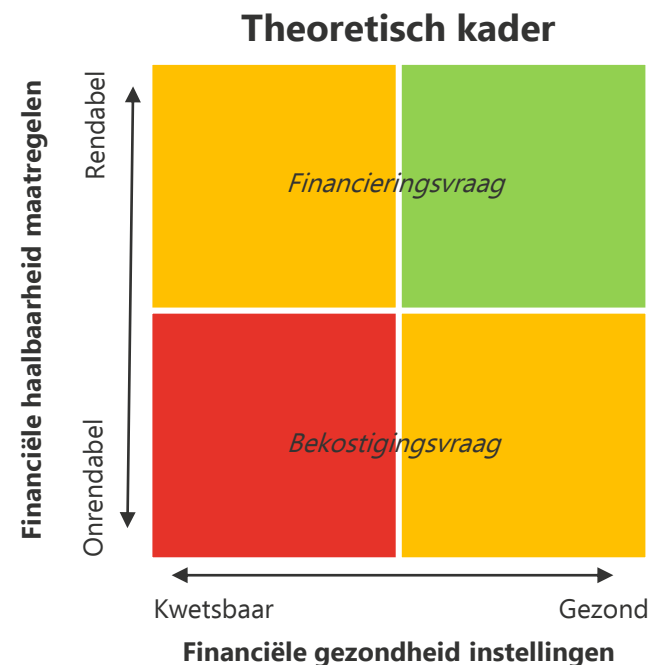 Theoretisch kader
Financiële haalbaarheid maatregelen
Rendabel
Onrendabel
Financieringsvraag
Bekostigingsvraag
Kwetsbaar
Gezond
Financiële gezondheid instellingen